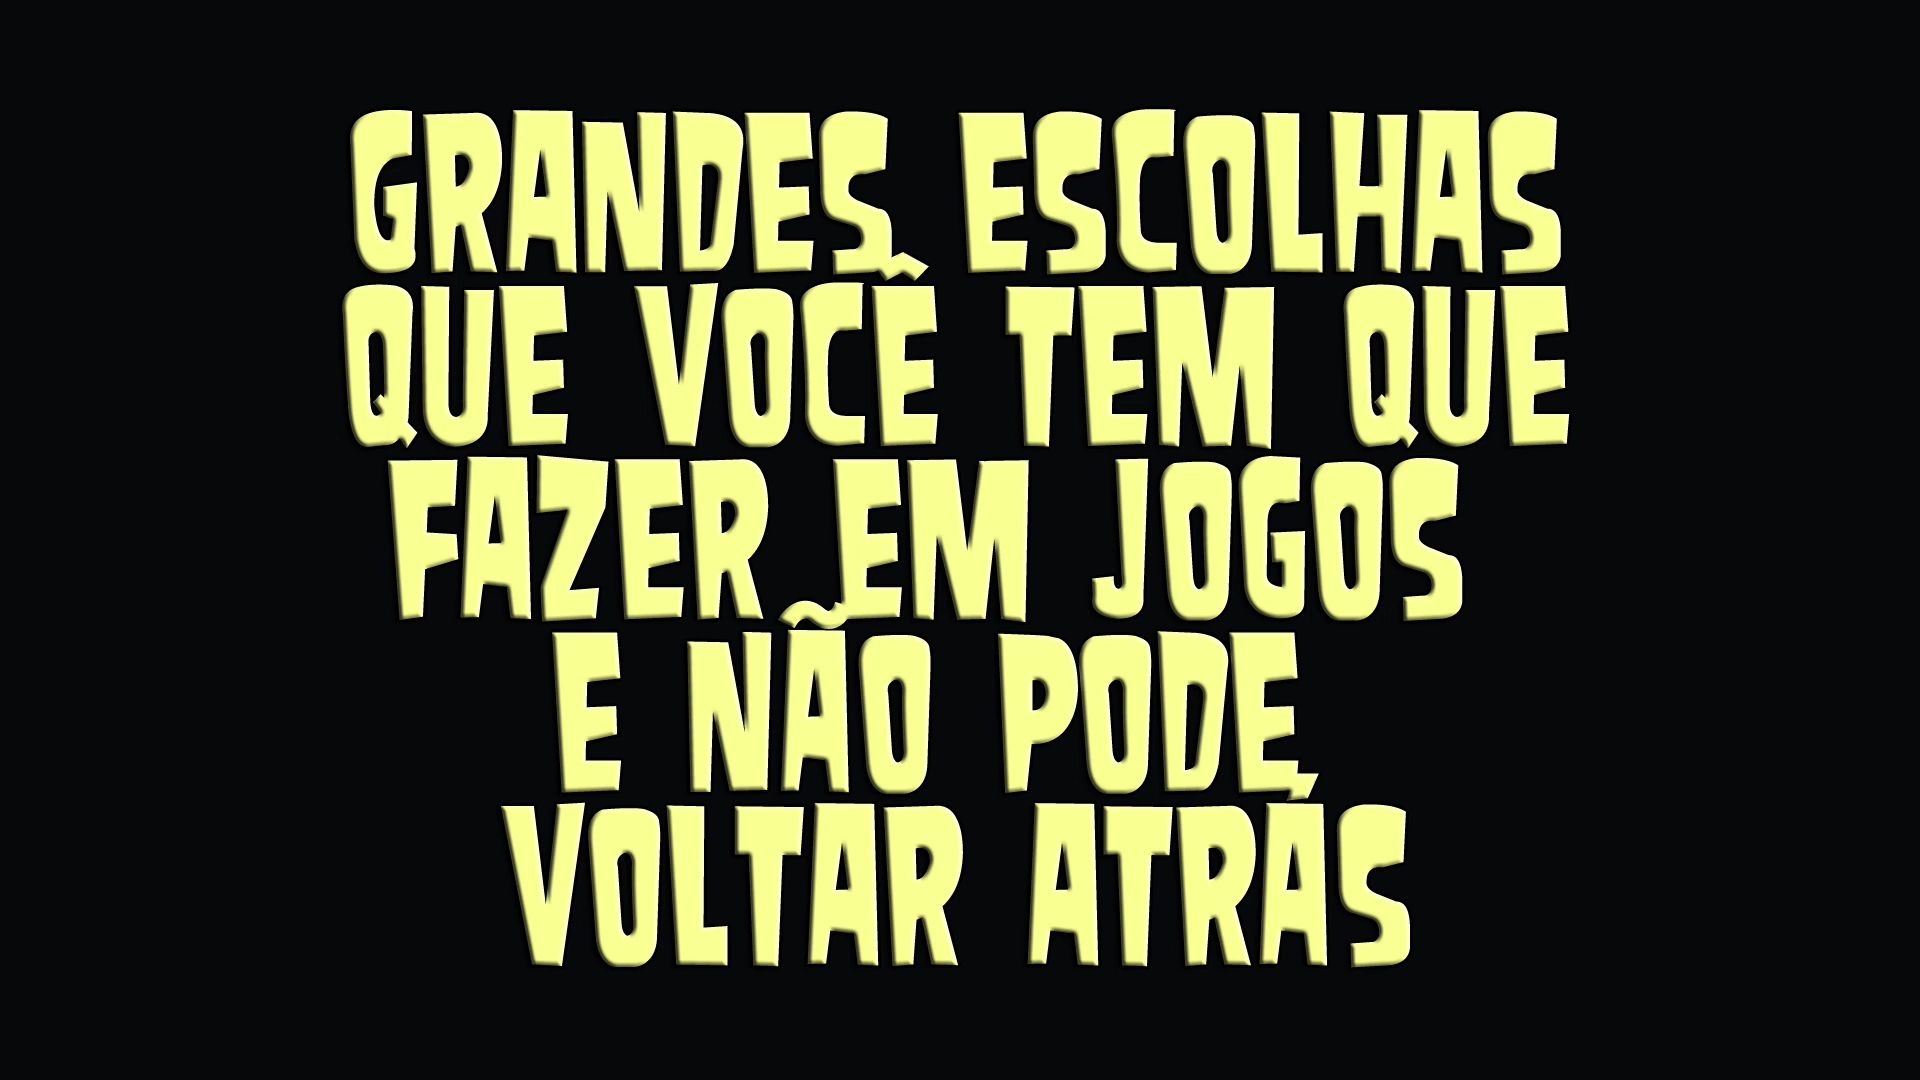 GRANDES ESCOLHAS
QUE VOCÊ TEM QUE
FAZER EM JOGOS
E NÃO PODE
VOLTAR ATRÁS